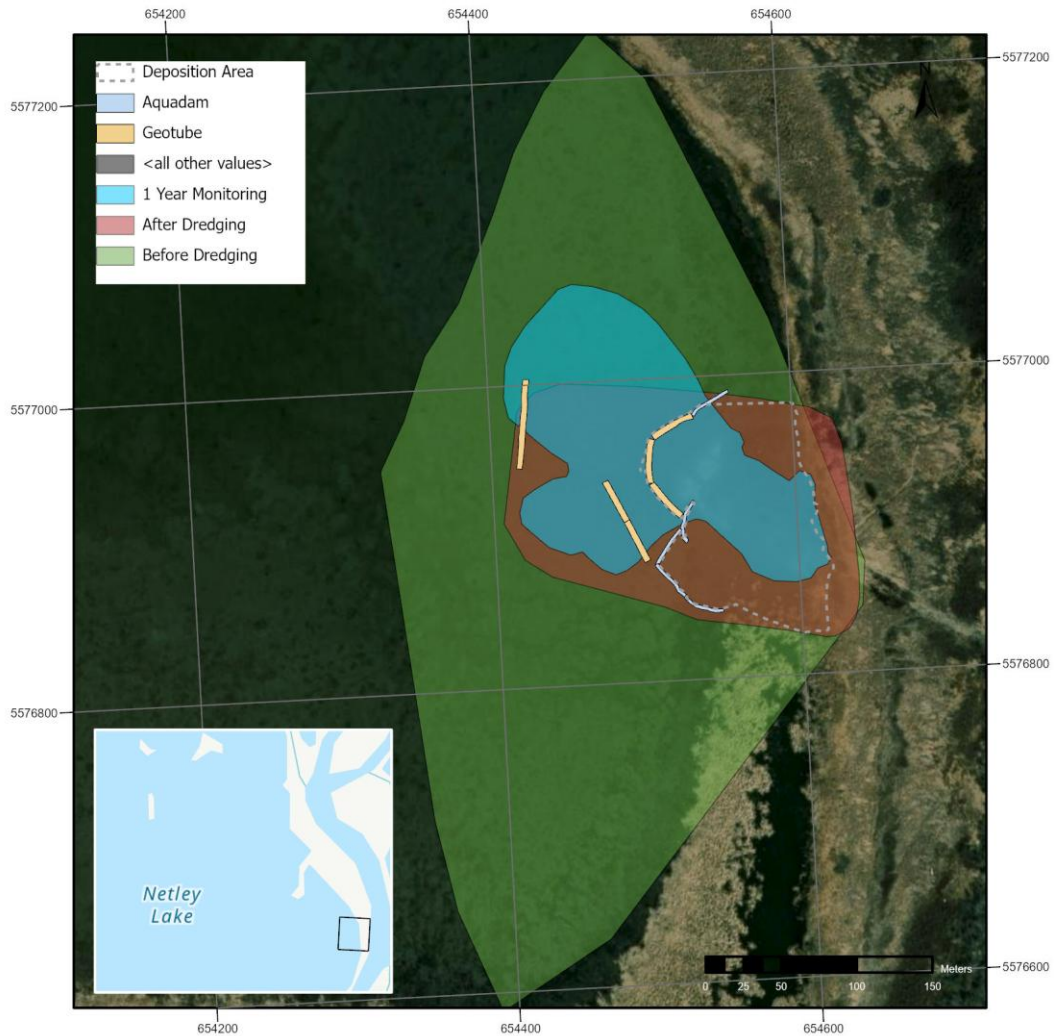 654200
654400
654600
5577200
5577200
N
Deposition Area
Aquadam
Geotube
<all other values>
1 Year Monitoring
After Dredging
Before Dredging
5577000
5577000
5576800
5576800
Netley
Lake
5576600
Meters
0 25 50 100 150
654200
654400
654600